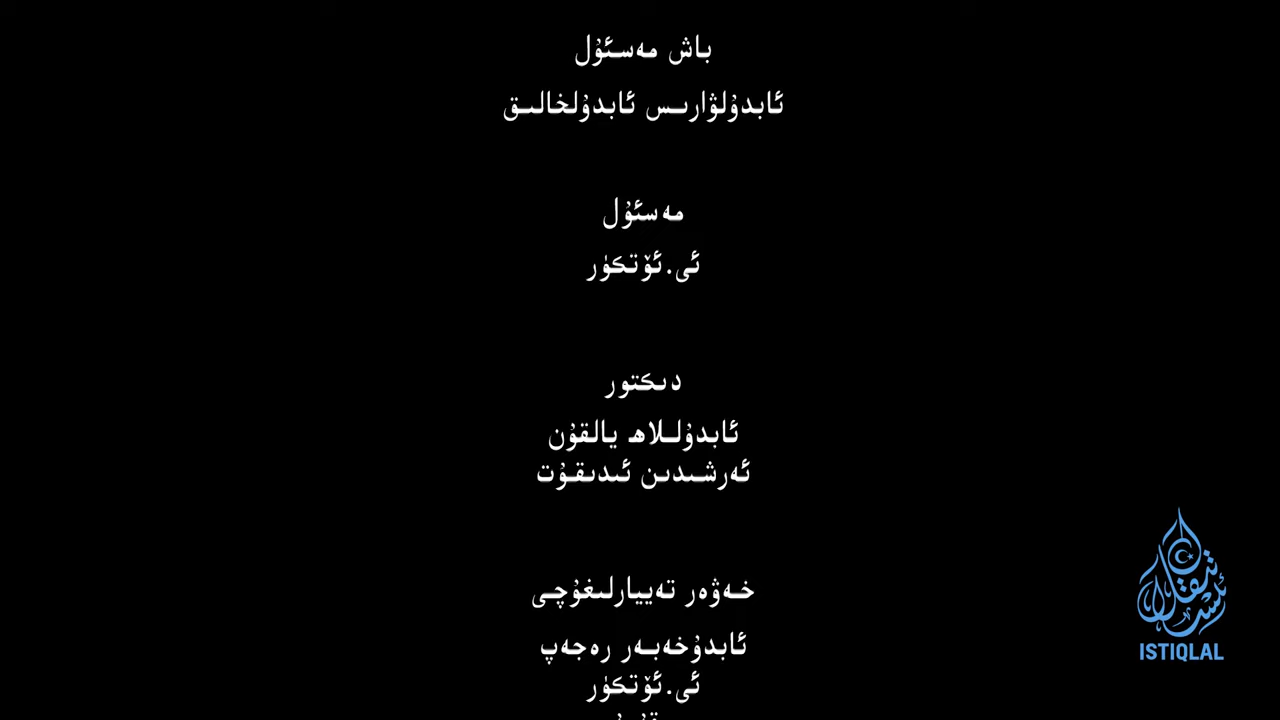 باش مەسئۇل
ئابدۇلۋارىس ئابدۇلخالىق
مەسئۇل
ئى.ئۆتكۈر
دىكتور
ئابدۇللاھ يالقۇن
ئەرشىدىن ئىدىقۇت
خەۋەر تەييارلىغۇچى
ئابدۇخەبەر رەجەپ
ئى.ئۆتكۈر
ئىستىقلال
ISTIQLAL